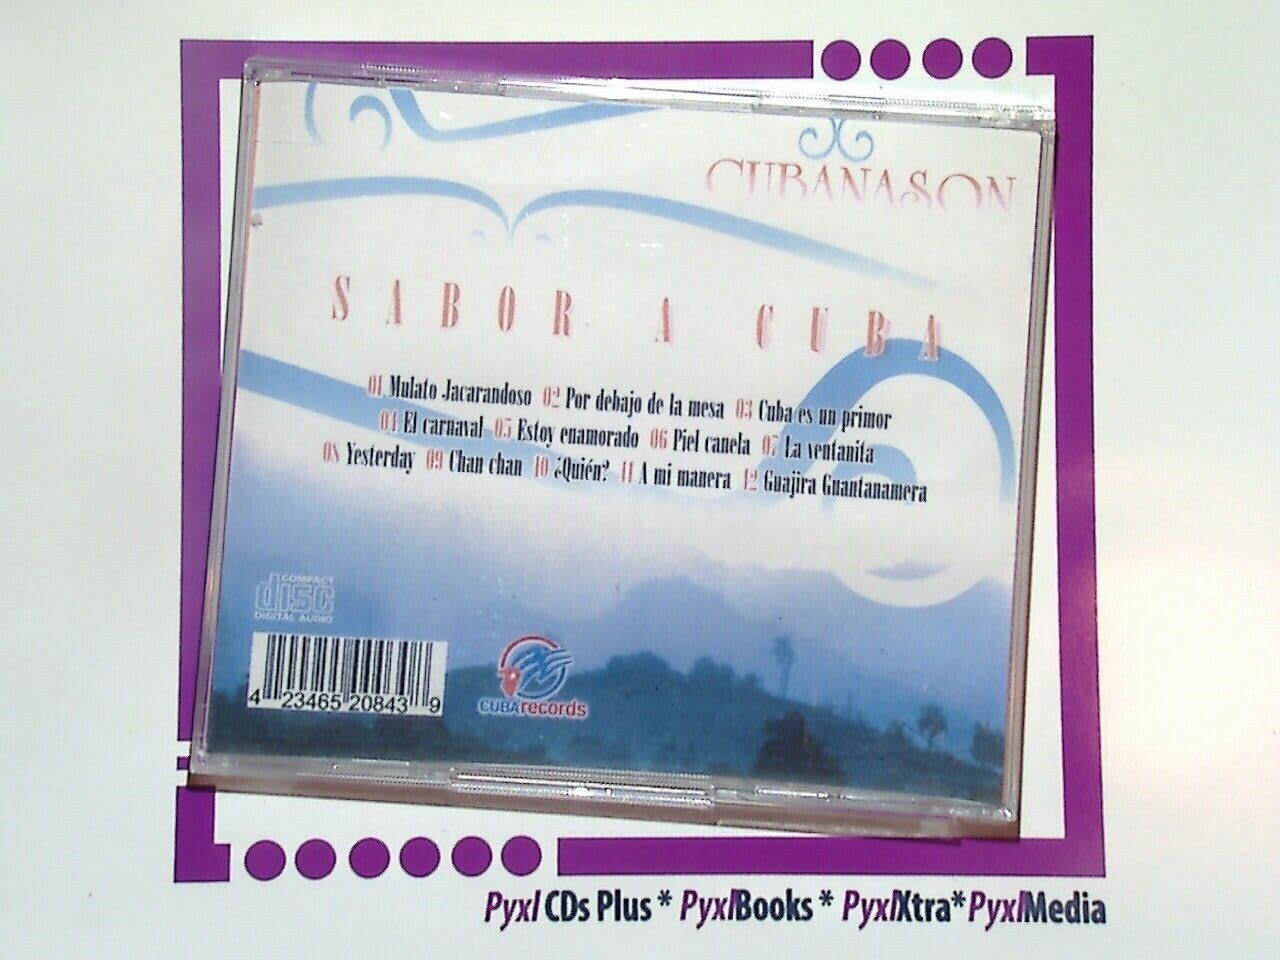 CUBANASON
SABOR A CUBA
01 Mulato Jacarandoso 02 Por debajo de la mesa 03 Cuba es un primor
04 El carnaval 05 Estoy enamorado 06 Piel canela 07 La ventanita
08 Yesterday 09 Chan chan 10 ¿Quién? 11 A mi manera 12 Guajira Guantanamera
COMPACT
disc
DIGITAL AUDIO
4 23465 20843 9
CUBArecords
Pyxl CDs Plus * PyxlBooks * PyxlXtra*PyxlMedia